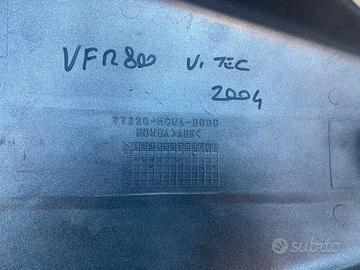 VFR800 V.TEC
2004
77220-MCWA-0000
HONDA>ABS<
subito